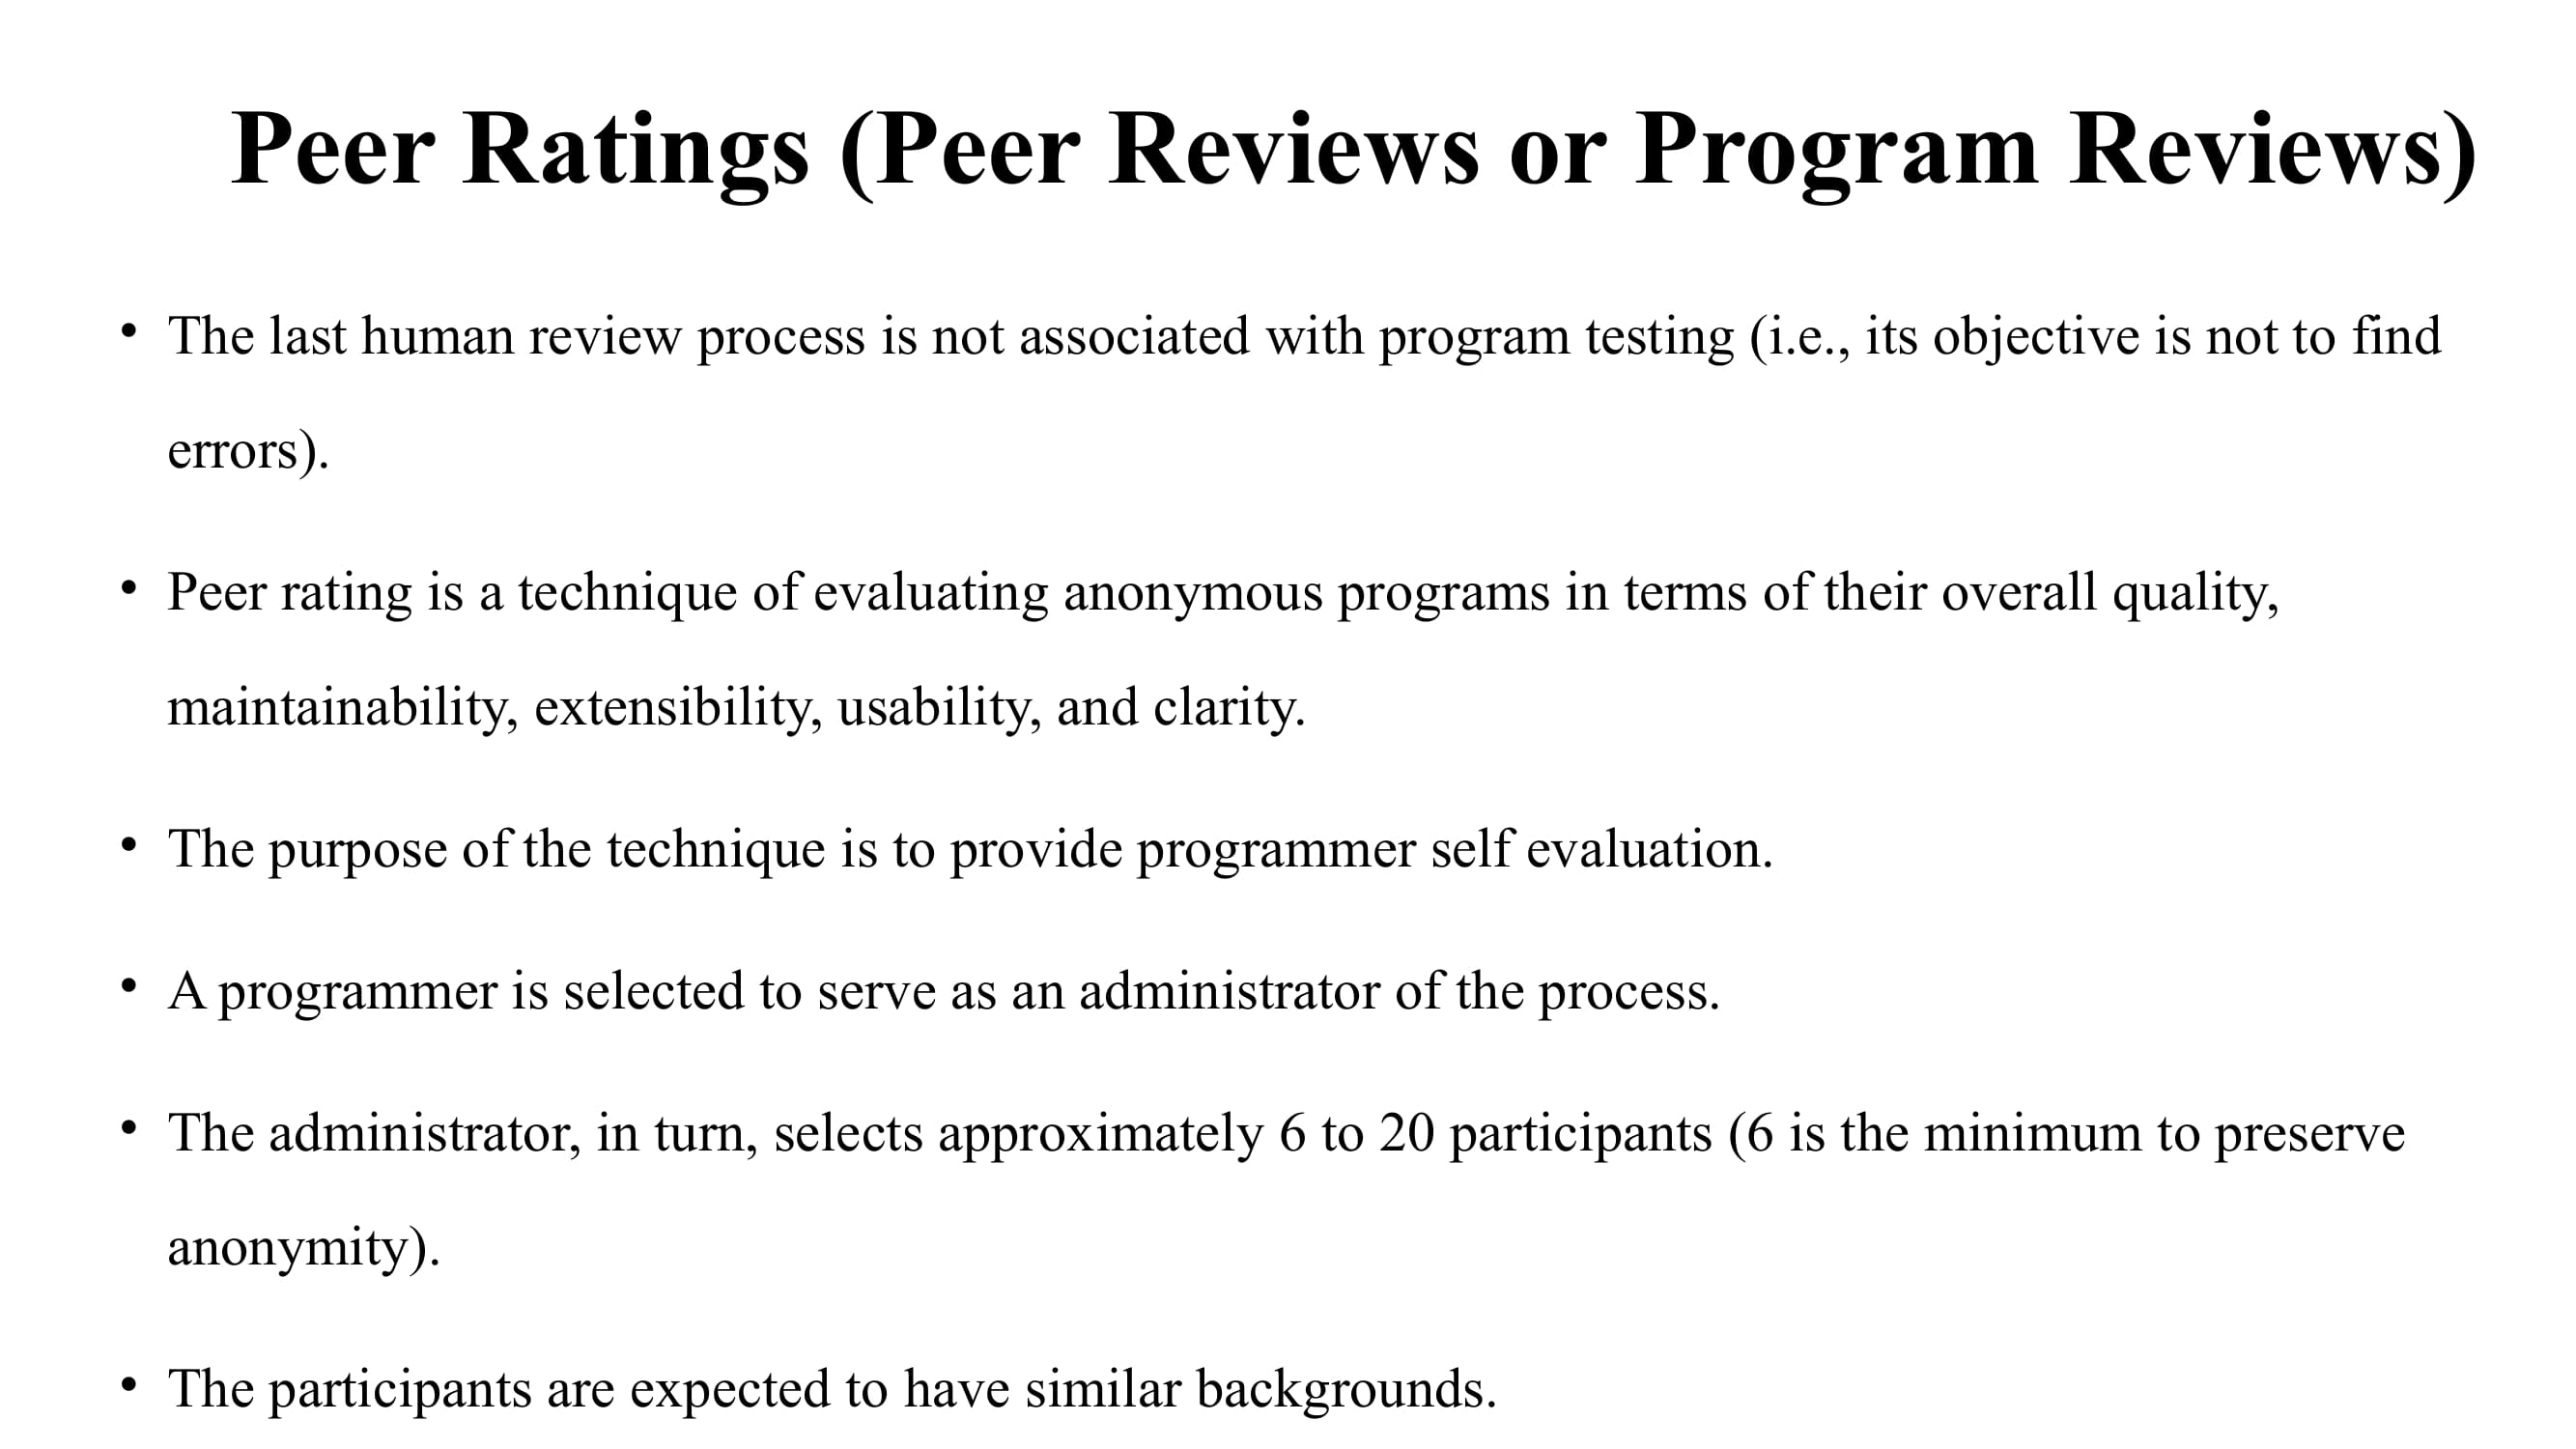 Peer Ratings (Peer Reviews or Program Reviews)
• The last human review process is not associated with program testing (i.e., its objective is not to find
errors).
• Peer rating is a technique of evaluating anonymous programs in terms of their overall quality,
maintainability, extensibility, usability, and clarity.
• The purpose of the technique is to provide programmer self evaluation.
• A programmer is selected to serve as an administrator of the process.
• The administrator, in turn, selects approximately 6 to 20 participants (6 is the minimum to preserve
anonymity).
• The participants are expected to have similar backgrounds.